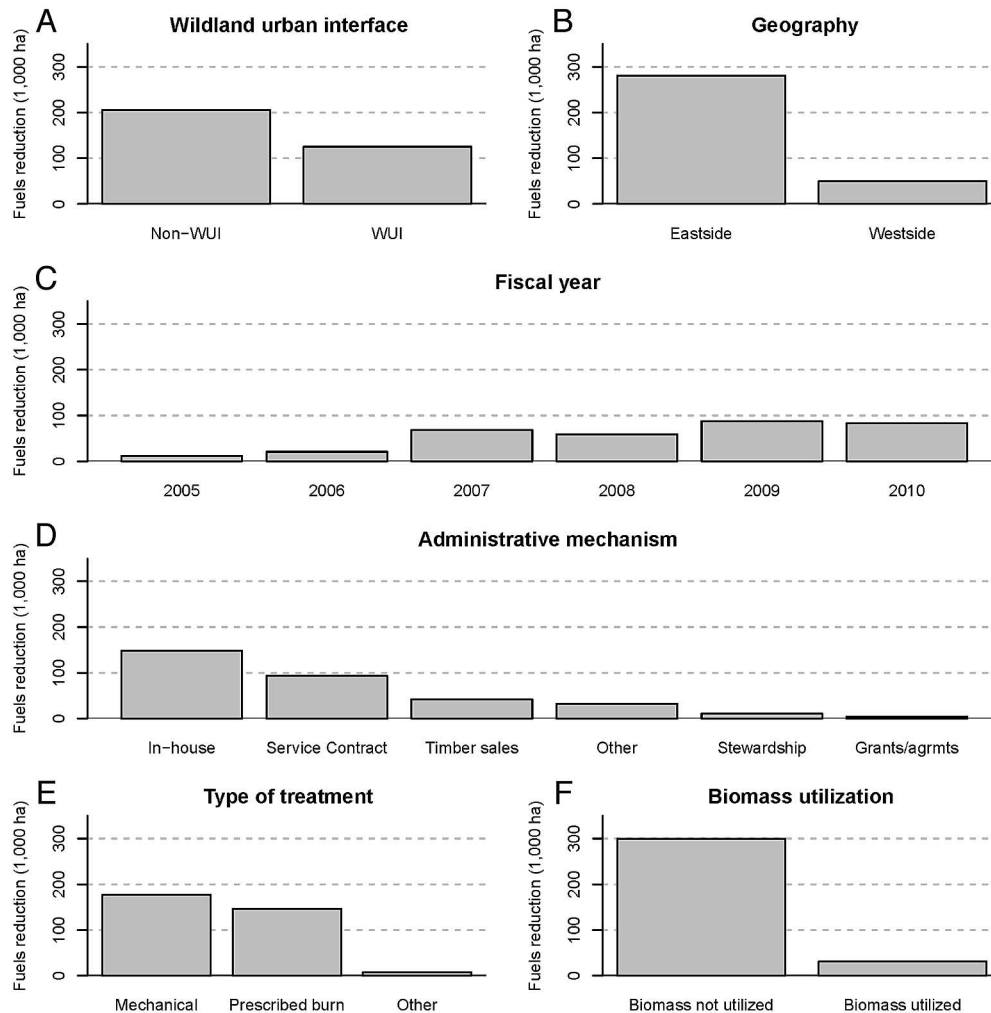 A Wildland urban interface
Fuels reduction (1,000 ha)
300
200
100
0
Non−WUI WUI
B Geography
Fuels reduction (1,000 ha)
300
200
100
0
Eastside Westside
C Fiscal year
Fuels reduction (1,000 ha)
300
200
100
0
2005 2006 2007 2008 2009 2010
D Administrative mechanism
Fuels reduction (1,000 ha)
300
200
100
0
In−house Service Contract Timber sales Other Stewardship Grants/agrmts
E Type of treatment
Fuels reduction (1,000 ha)
300
200
100
0
Mechanical Prescribed burn Other
F Biomass utilization
Fuels reduction (1,000 ha)
300
200
100
0
Biomass not utilized Biomass utilized